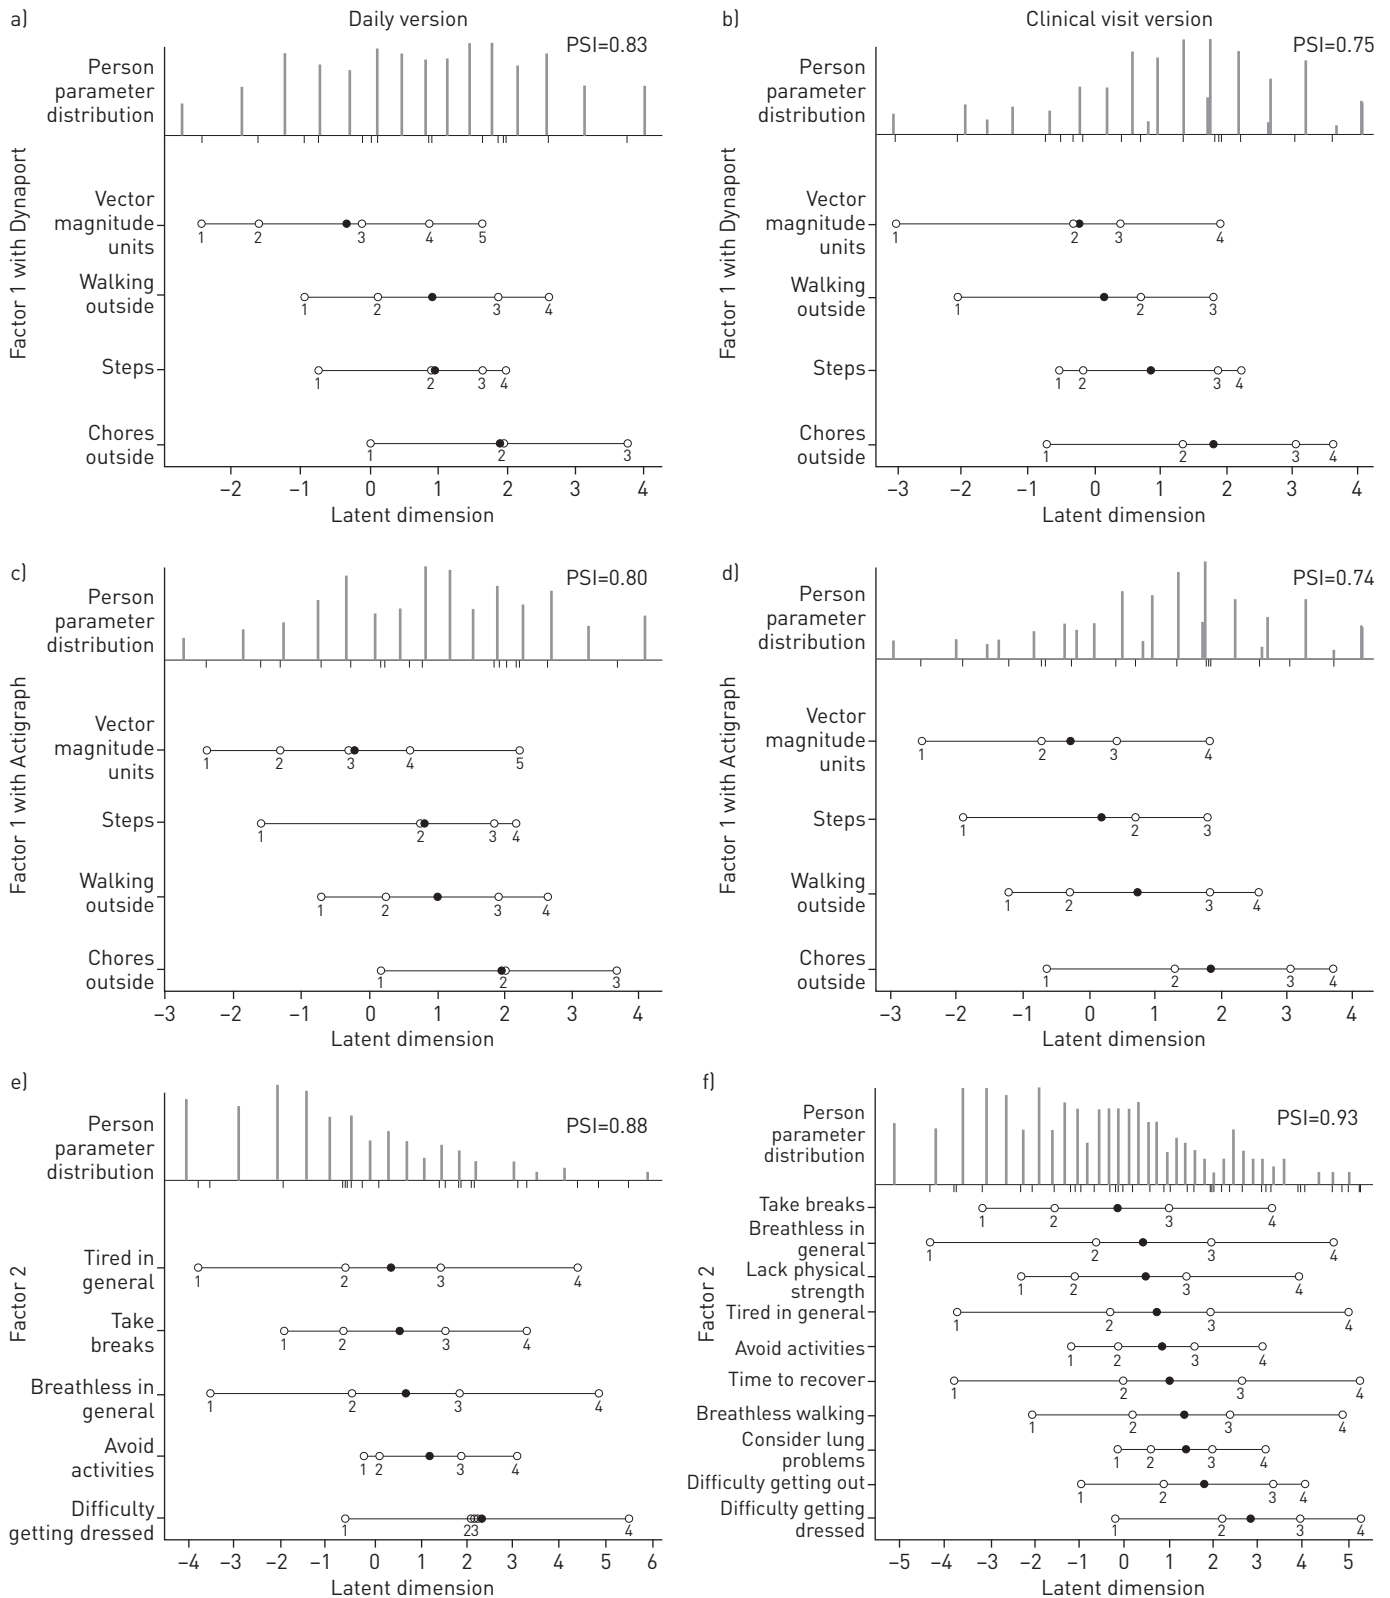 a)
Daily version
PSI=0.83
Person
parameter
distribution
Factor 1 with Dynaport
Vector
magnitude
units
1 2 3 4 5
Walking
outside
1 2 3 4
Steps
1 2 3 4
Chores
outside
1 2 3
−2 −1 0 1 2 3 4
Latent dimension
b)
Clinical visit version
PSI=0.75
Person
parameter
distribution
Factor 1 with Dynaport
Vector
magnitude
units
1 2 3 4
Walking
outside
1 2 3
Steps
1 2 3 4
Chores
outside
1 2 3 4
−3 −2 −1 0 1 2 3 4
Latent dimension
c)
PSI=0.80
Person
parameter
distribution
Factor 1 with Actigraph
Vector
magnitude
units
1 2 3 4 5
Steps
1 2 3 4
Walking
outside
1 2 3 4
Chores
outside
1 2 3
−3 −2 −1 0 1 2 3 4
Latent dimension
d)
PSI=0.74
Person
parameter
distribution
Factor 1 with Actigraph
Vector
magnitude
units
1 2 3 4
Steps
1 2 3
Walking
outside
1 2 3 4
Chores
outside
1 2 3 4
−3 −2 −1 0 1 2 3 4
Latent dimension
e)
PSI=0.88
Person
parameter
distribution
Factor 2
Tired in
general
1 2 3 4
Take
breaks
1 2 3 4
Breathless in
general
1 2 3 4
Avoid
activities
1 2 3 4
Difficulty
getting dressed
1 23 4
−4 −3 −2 −1 0 1 2 3 4 5 6
Latent dimension
f)
PSI=0.93
Person
parameter
distribution
Factor 2
Take breaks
1 2 3 4
Breathless in
general
1 2 3 4
Lack physical
strength
1 2 3 4
Tired in general
1 2 3 4
Avoid activities
1 2 3 4
Time to recover
1 2 3 4
Breathless walking
1 2 3 4
Consider lung
problems
1 2 3 4
Difficulty getting out
1 2 3 4
Difficulty getting
dressed
1 2 3 4
−5 −4 −3 −2 −1 0 1 2 3 4 5
Latent dimension